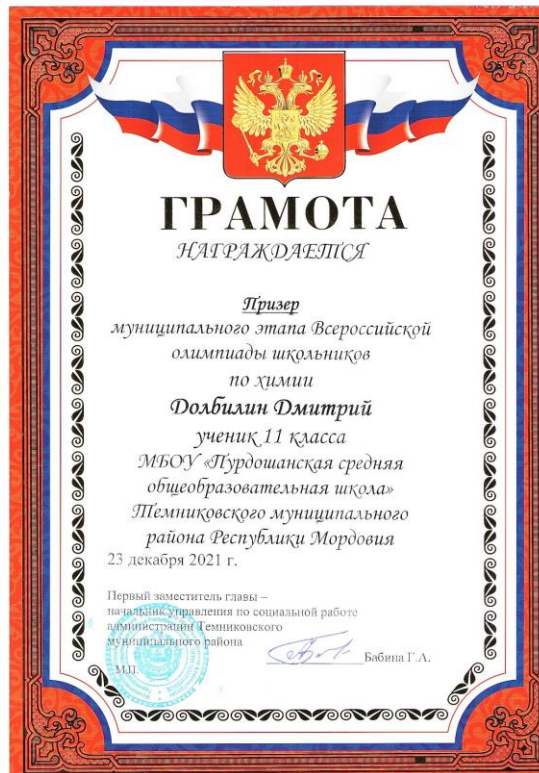 ГРАМОТА
НАГРАЖДАЕТСЯ
Призер
муниципального этапа Всероссийской
олимпиады школьников
по химии
Долбилин Дмитрий
ученик 11 класса
МБОУ «Пурдошанская средняя
общеобразовательная школа»
Темниковского муниципального
района Республики Мордовия
23 декабря 2021 г.
Первый заместитель главы –
начальник управления по социальной работе
администрации Темниковского
муниципального района
Бабина Г.А.
М.П.